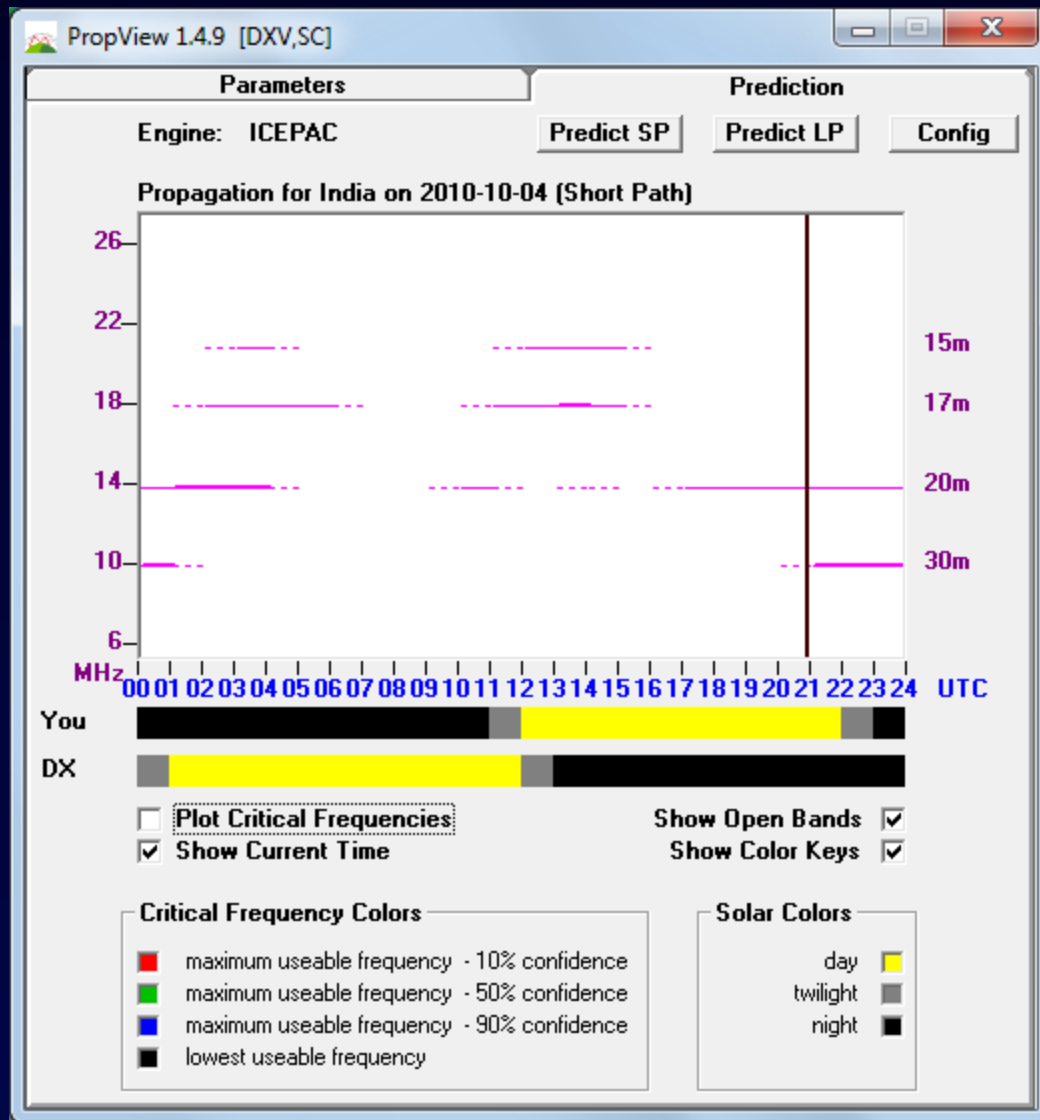 PropView 1.4.9 [DXV,SC]
Parameters Prediction
Engine: ICEPAC Predict SP Predict LP Config
Propagation for India on 2010-10-04 (Short Path)
26
22
15m
18 17m
14 20m
10 30m
6
MHz
00 01 02 03 04 05 06 07 08 09 10 11 12 13 14 15 16 17 18 19 20 21 22 23 24 UTC
You
DX
Plot Critical Frequencies Show Open Bands
Show Current Time Show Color Keys
Critical Frequency Colors Solar Colors
maximum useable frequency - 10% confidence day
maximum useable frequency - 50% confidence twilight
maximum useable frequency - 90% confidence night
lowest useable frequency